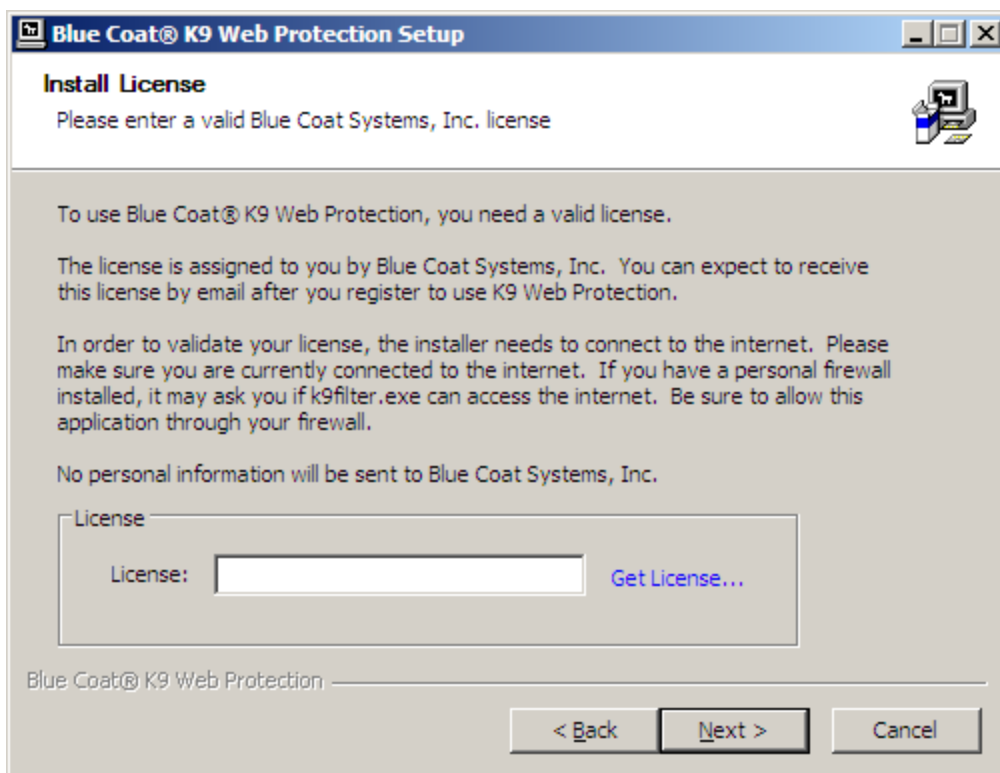 Blue Coat® K9 Web Protection Setup
Install License
Please enter a valid Blue Coat Systems, Inc. license
To use Blue Coat® K9 Web Protection, you need a valid license.
The license is assigned to you by Blue Coat Systems, Inc.  You can expect to receive
this license by email after you register to use K9 Web Protection.
In order to validate your license, the installer needs to connect to the internet.  Please
make sure you are currently connected to the internet.  If you have a personal firewall
installed, it may ask you if k9filter.exe can access the internet.  Be sure to allow this
application through your firewall.
No personal information will be sent to Blue Coat Systems, Inc.
License
License: Get License...
Blue Coat® K9 Web Protection
< Back Next > Cancel